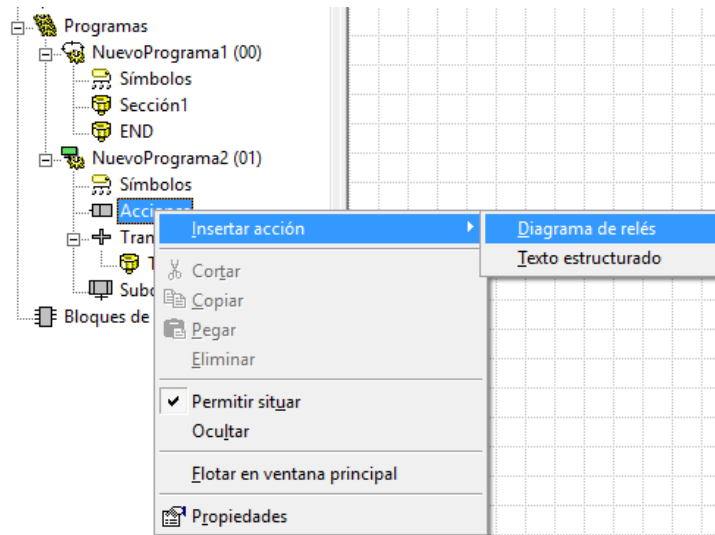 Programas
NuevoPrograma1 (00)
Símbolos
Sección1
END
NuevoPrograma2 (01)
Símbolos
Insertar acción
Diagrama de relés
Texto estructurado
Cortar
Copiar
Bloques de
Pegar
Eliminar
Permitir situar
Ocultar
Flotar en ventana principal
Propiedades